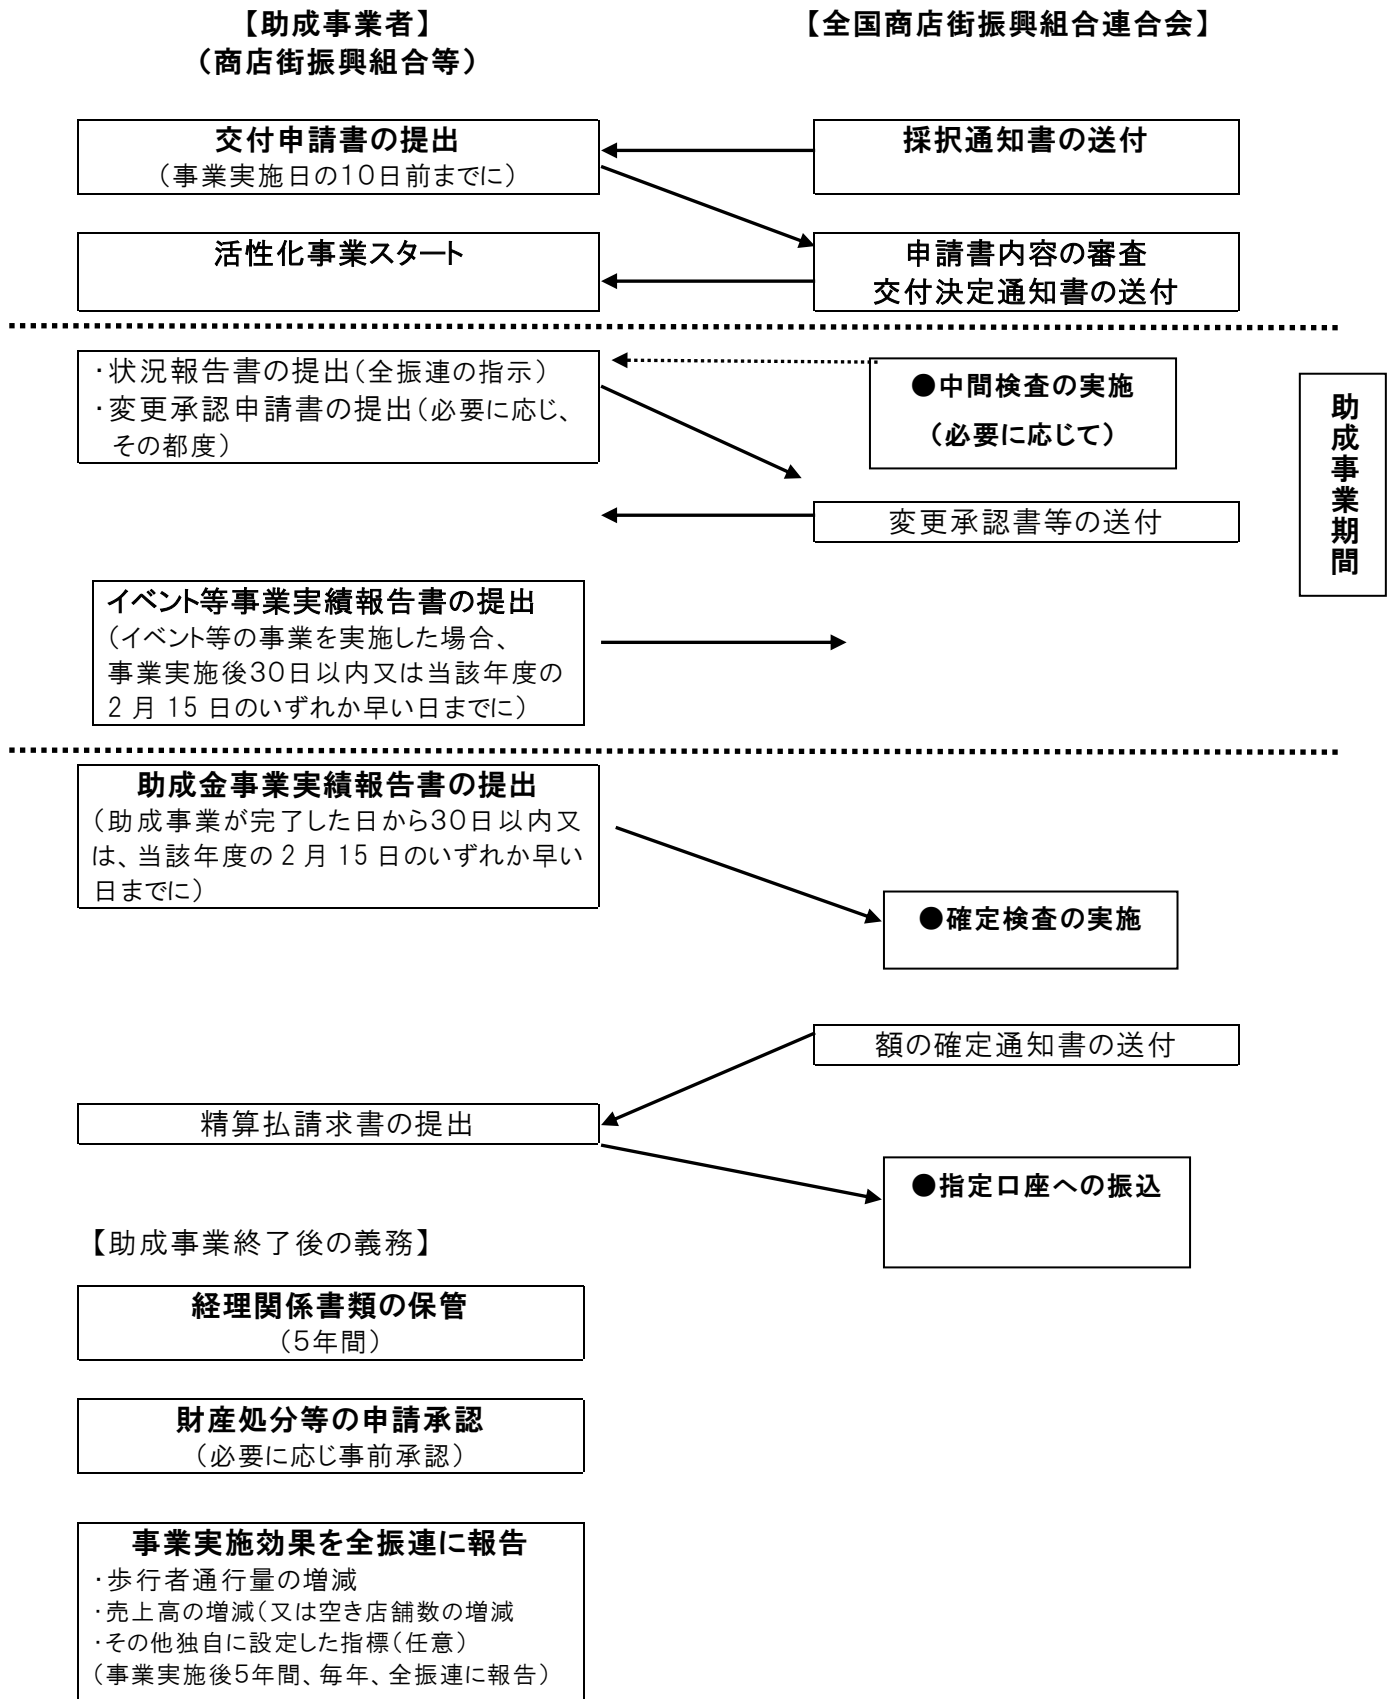 【助成事業者】
（商店街振興組合等）
【全国商店街振興組合連合会】
交付申請書の提出
（事業実施日の１０日前までに）
採択通知書の送付
活性化事業スタート
申請書内容の審査
交付決定通知書の送付
・状況報告書の提出（全振連の指示）
・変更承認申請書の提出（必要に応じ、
その都度）
●中間検査の実施
（必要に応じて）
助成事業期間
変更承認書等の送付
イベント等事業実績報告書の提出
（イベント等の事業を実施した場合、
事業実施後３０日以内又は当該年度の
2 月 15 日のいずれか早い日までに）
助成金事業実績報告書の提出
（助成事業が完了した日から３０日以内又
は、当該年度の 2 月 15 日のいずれか早い
日までに）
●確定検査の実施
額の確定通知書の送付
精算払請求書の提出
●指定口座への振込
【助成事業終了後の義務】
経理関係書類の保管
（５年間）
財産処分等の申請承認
（必要に応じ事前承認）
事業実施効果を全振連に報告
・歩行者通行量の増減
・売上高の増減（又は空き店舗数の増減
・その他独自に設定した指標（任意）
（事業実施後５年間、毎年、全振連に報告）